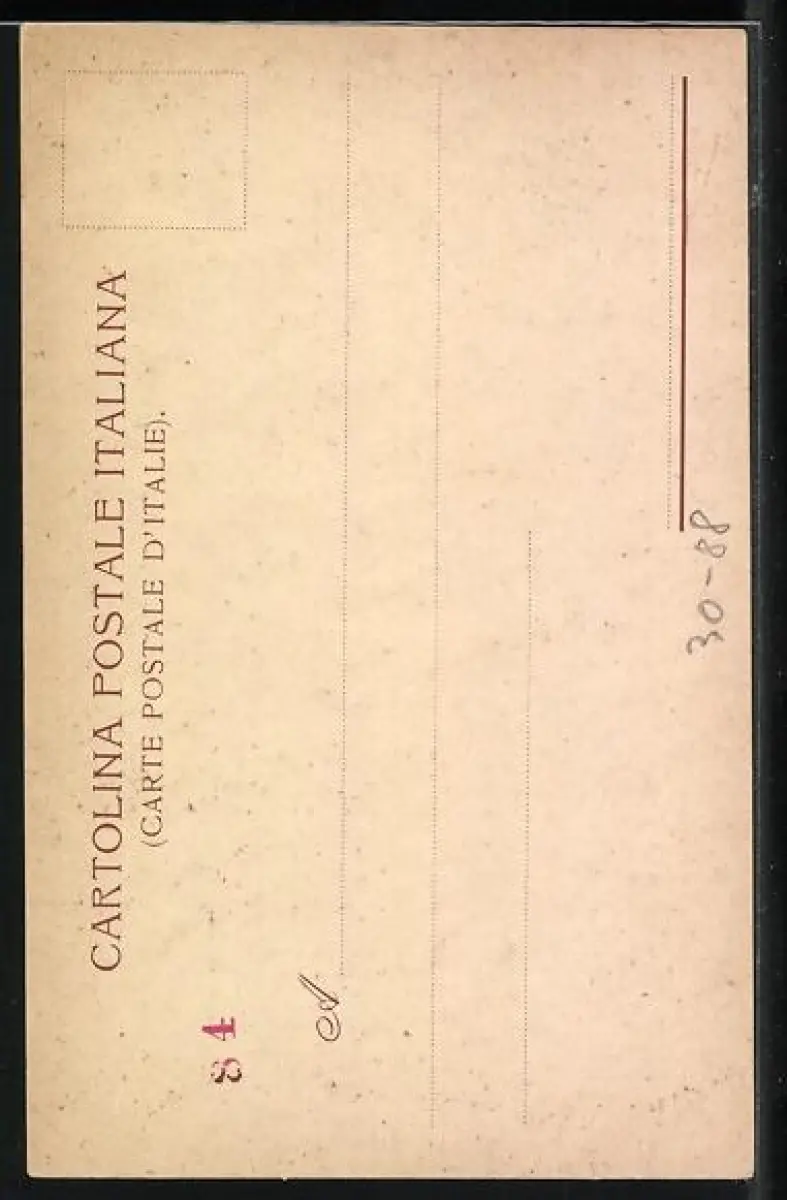 CARTOLINA POSTALE ITALIANA
(CARTE POSTALE D'ITALIE).
84
A
30-88